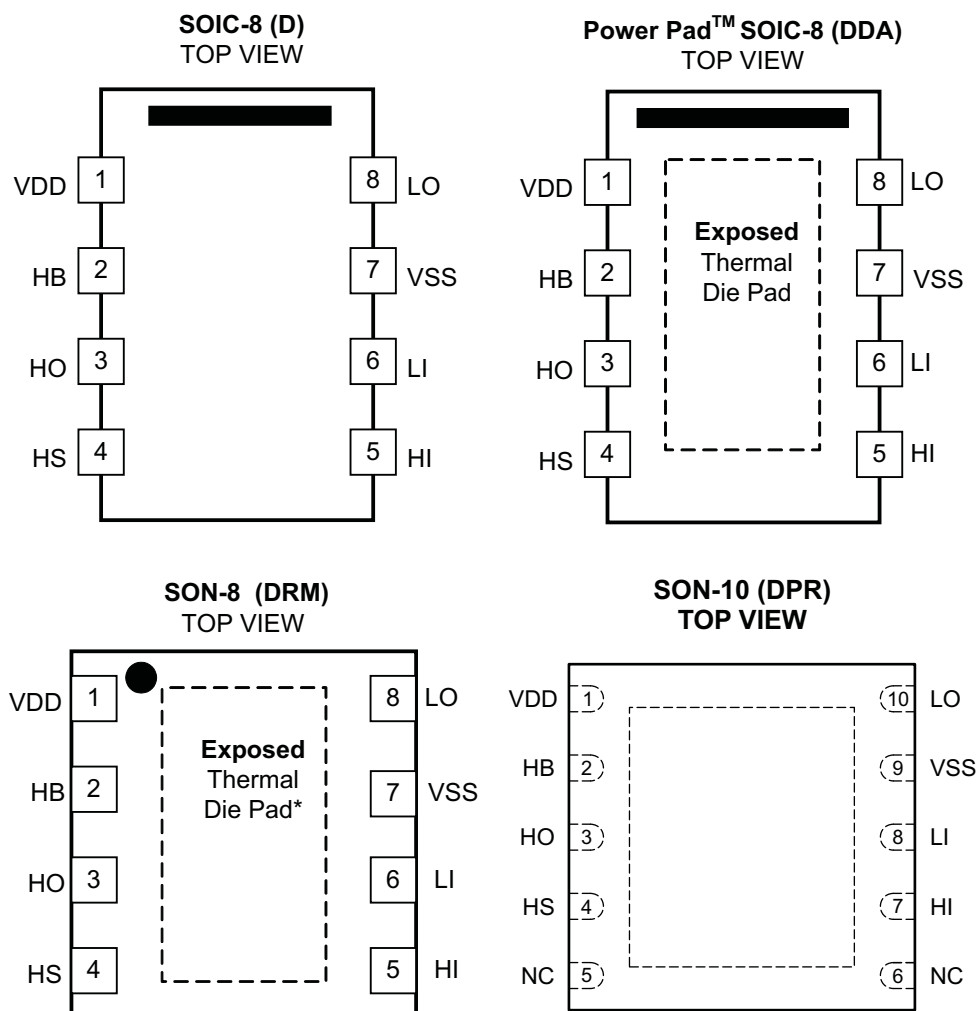 SOIC-8 (D)
TOP VIEW
VDD 1 8 LO
HB 2 7 VSS
HO 3 6 LI
HS 4 5 HI
Power Pad™ SOIC-8 (DDA)
TOP VIEW
VDD 1 8 LO
HB 2 7 VSS
HO 3 6 LI
HS 4 5 HI
Exposed
Thermal
Die Pad
SON-8 (DRM)
TOP VIEW
VDD 1 8 LO
HB 2 7 VSS
HO 3 6 LI
HS 4 5 HI
Exposed
Thermal
Die Pad*
SON-10 (DPR)
TOP VIEW
VDD 1 10 LO
HB 2 9 VSS
HO 3 8 LI
HS 4 7 HI
NC 5 6 NC